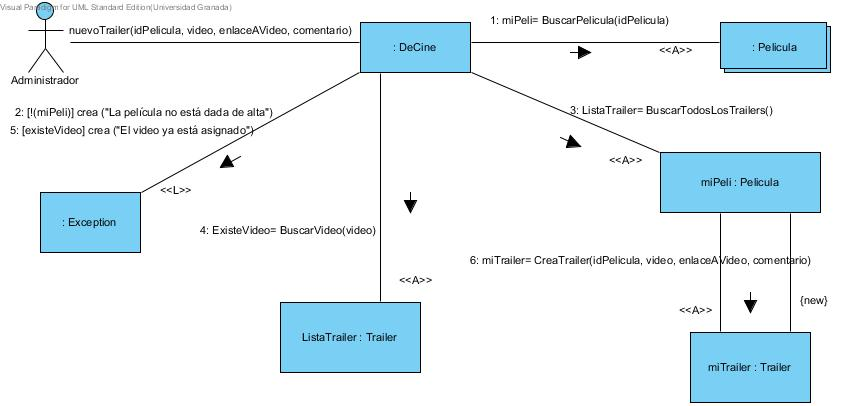 Visual Paradigm for UML Standard Edition(Universidad Granada)
nuevoTrailer(idPelicula, video, enlaceAVideo, comentario)
Administrador
: DeCine
1: miPeli= BuscarPelicula(idPelicula)
<<A>>
: Pelicula
2: [!(miPeli)] crea ("La película no está dada de alta")
5: [existeVideo] crea ("El video ya está asignado")
<<L>>
: Exception
3: ListaTrailer= BuscarTodosLosTrailers()
<<A>>
miPeli : Pelicula
4: ExisteVideo= BuscarVideo(video)
<<A>>
ListaTrailer : Trailer
6: miTrailer= CreaTrailer(idPelicula, video, enlaceAVideo, comentario)
<<A>>
{new}
miTrailer : Trailer